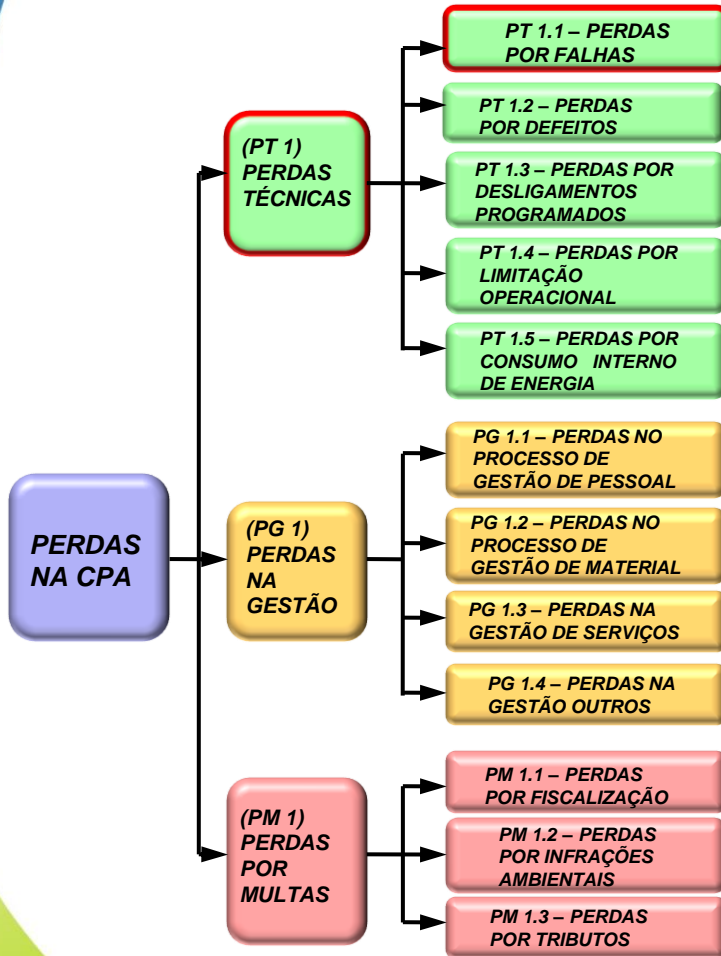 PERDAS
NA CPA
(PT 1)
PERDAS
TÉCNICAS
PT 1.1 – PERDAS
POR FALHAS
PT 1.2 – PERDAS
POR DEFEITOS
PT 1.3 – PERDAS POR
DESLIGAMENTOS
PROGRAMADOS
PT 1.4 – PERDAS POR
LIMITAÇÃO
OPERACIONAL
PT 1.5 – PERDAS POR
CONSUMO INTERNO
DE ENERGIA
(PG 1)
PERDAS
NA
GESTÃO
PG 1.1 – PERDAS NO
PROCESSO DE
GESTÃO DE PESSOAL
PG 1.2 – PERDAS NO
PROCESSO DE
GESTÃO DE MATERIAL
PG 1.3 – PERDAS NA
GESTÃO DE SERVIÇOS
PG 1.4 – PERDAS NA
GESTÃO OUTROS
(PM 1)
PERDAS
POR
MULTAS
PM 1.1 – PERDAS
POR FISCALIZAÇÃO
PM 1.2 – PERDAS
POR INFRAÇÕES
AMBIENTAIS
PM 1.3 – PERDAS
POR TRIBUTOS